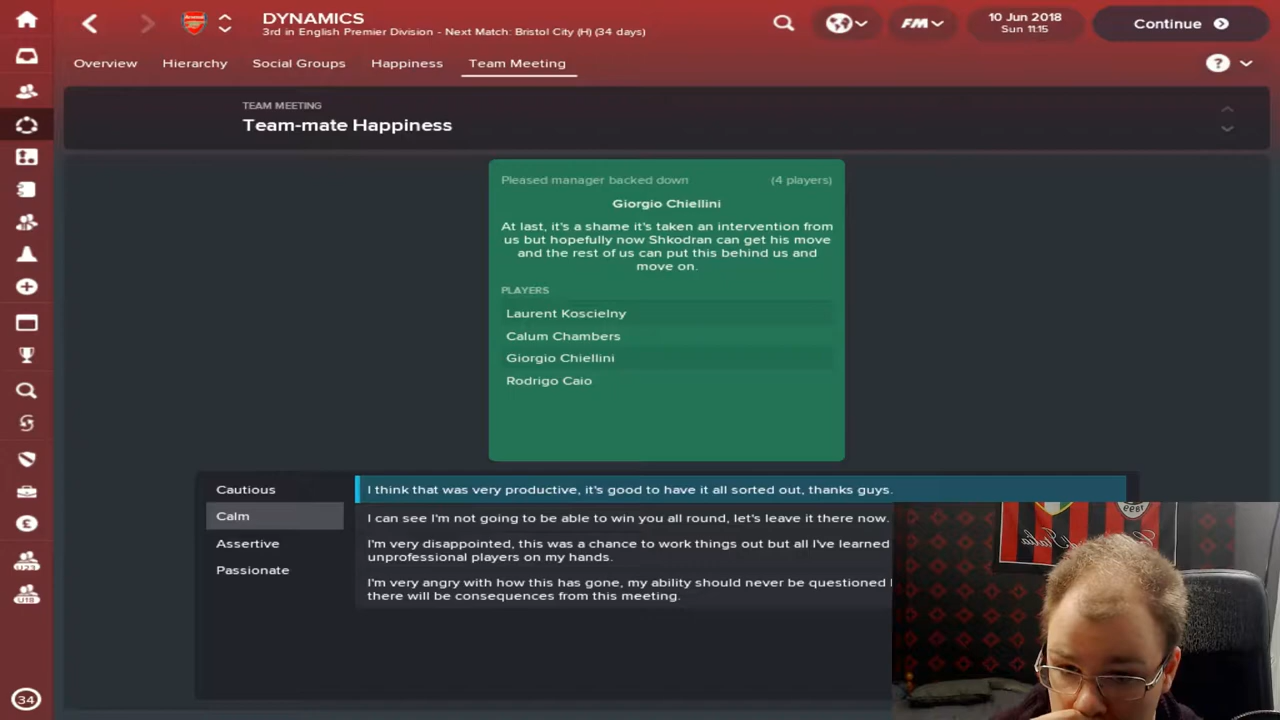 DYNAMICS
3rd in English Premier Division - Next Match: Bristol City (H) (34 days)
FM
10 Jun 2018
Sun 11:15
Continue
Overview
Hierarchy
Social Groups
Happiness
Team Meeting
?
TEAM MEETING
Team-mate Happiness
Pleased manager backed down
(4 players)
Giorgio Chiellini
At last, it's a shame it's taken an intervention from
us but hopefully now Shkodran can get his move
and the rest of us can put this behind us and
move on.
PLAYERS
Laurent Koscielny
Calum Chambers
Giorgio Chiellini
Rodrigo Caio
Cautious
Calm
Assertive
Passionate
I think that was very productive, it's good to have it all sorted out, thanks guys.
I can see I'm not going to be able to win you all round, let's leave it there now.
I'm very disappointed, this was a chance to work things out but all I've learned
unprofessional players on my hands.
I'm very angry with how this has gone, my ability should never be questioned
there will be consequences from this meeting.
U23
U18
34
1899